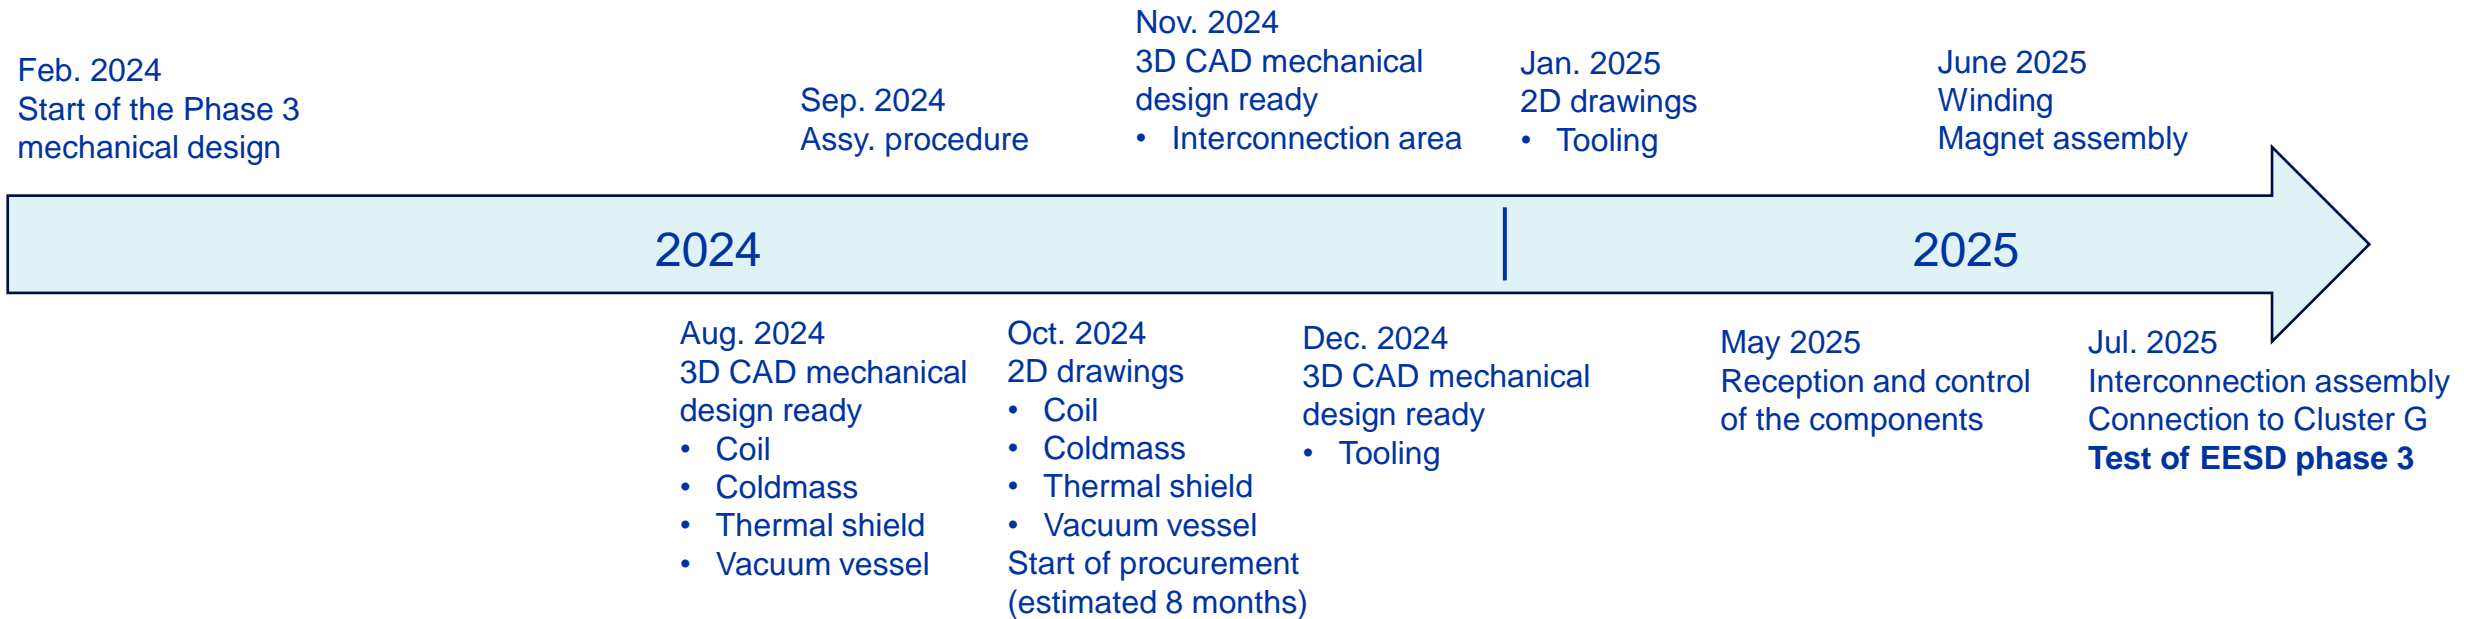 Feb. 2024
Start of the Phase 3
mechanical design
Sep. 2024
Assy. procedure
Nov. 2024
3D CAD mechanical
design ready
• Interconnection area
Jan. 2025
2D drawings
• Tooling
June 2025
Winding
Magnet assembly
2024
2025
Aug. 2024
3D CAD mechanical
design ready
• Coil
• Coldmass
• Thermal shield
• Vacuum vessel
Oct. 2024
2D drawings
• Coil
• Coldmass
• Thermal shield
• Vacuum vessel
Start of procurement
(estimated 8 months)
Dec. 2024
3D CAD mechanical
design ready
• Tooling
May 2025
Reception and control
of the components
Jul. 2025
Interconnection assembly
Connection to Cluster G
Test of EESD phase 3